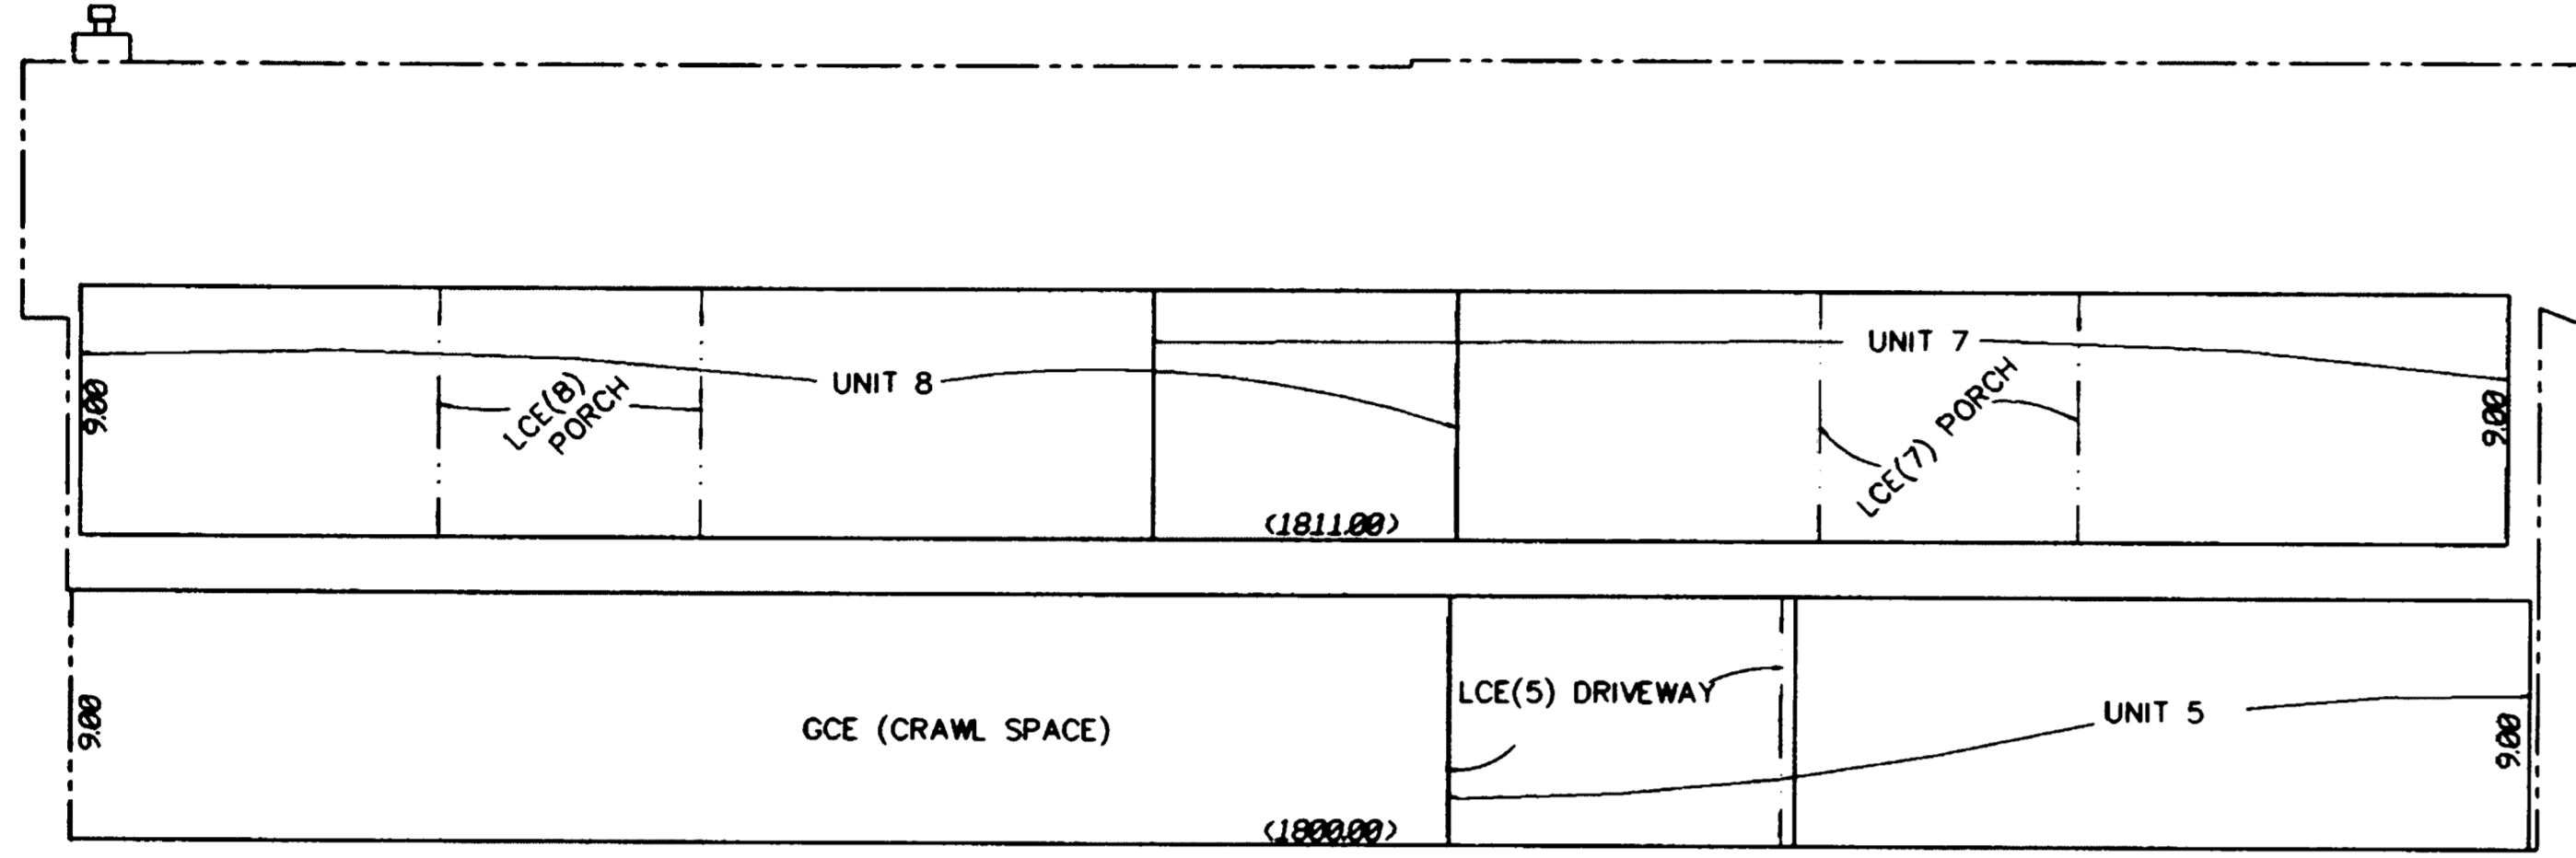 UNIT 7
UNIT 8
LCE(8)
PORCH
LCE(7) PORCH
9.00
9.00
(1811.00)
LCE(5) DRIVEWAY
UNIT 5
GCE (CRAWL SPACE)
9.00
9.00
(1800.00)